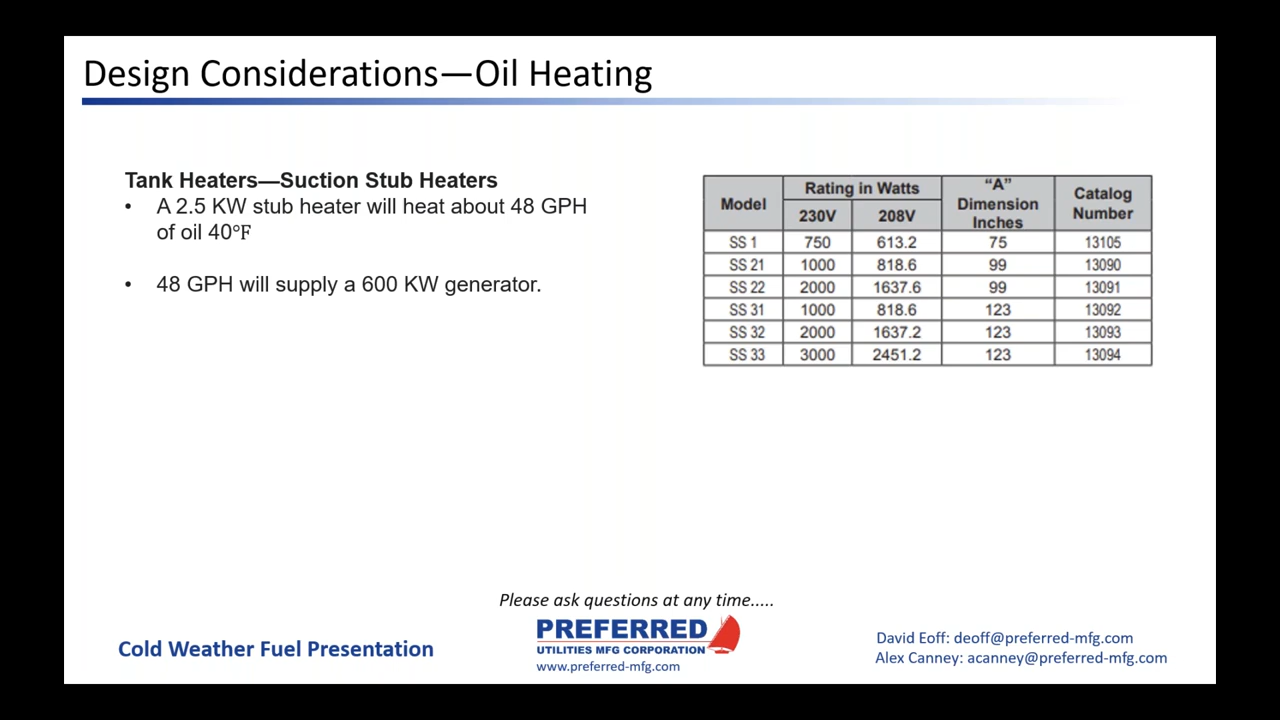 Design Considerations—Oil Heating
Tank Heaters—Suction Stub Heaters
• A 2.5 KW stub heater will heat about 48 GPH
of oil 40°F
• 48 GPH will supply a 600 KW generator.
Model Rating in Watts “A” Dimension Inches Catalog Number
230V 208V
SS 1 750 613.2 75 13105
SS 21 1000 818.6 99 13090
SS 22 2000 1637.6 99 13091
SS 31 1000 818.6 123 13092
SS 32 2000 1637.2 123 13093
SS 33 3000 2451.2 123 13094
Please ask questions at any time.....
Cold Weather Fuel Presentation
PREFERRED
UTILITIES MFG CORPORATION
www.preferred-mfg.com
David Eoff: deoff@preferred-mfg.com
Alex Canney: acanney@preferred-mfg.com